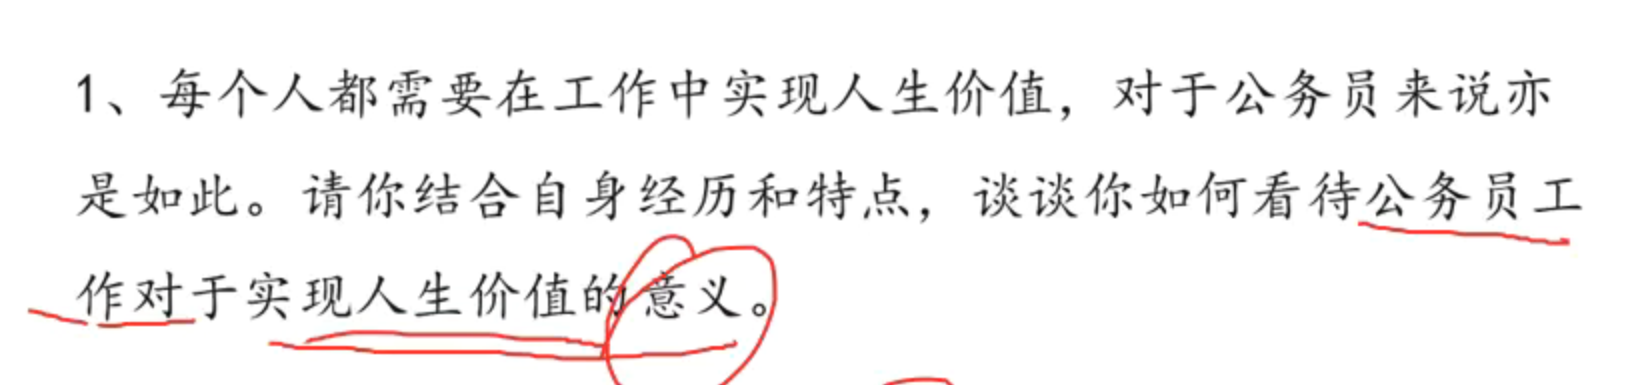 1、每个人都需要在工作中实现人生价值，对于公务员来说亦
是如此。请你结合自身经历和特点，谈谈你如何看待公务员工
作对于实现人生价值的意义。